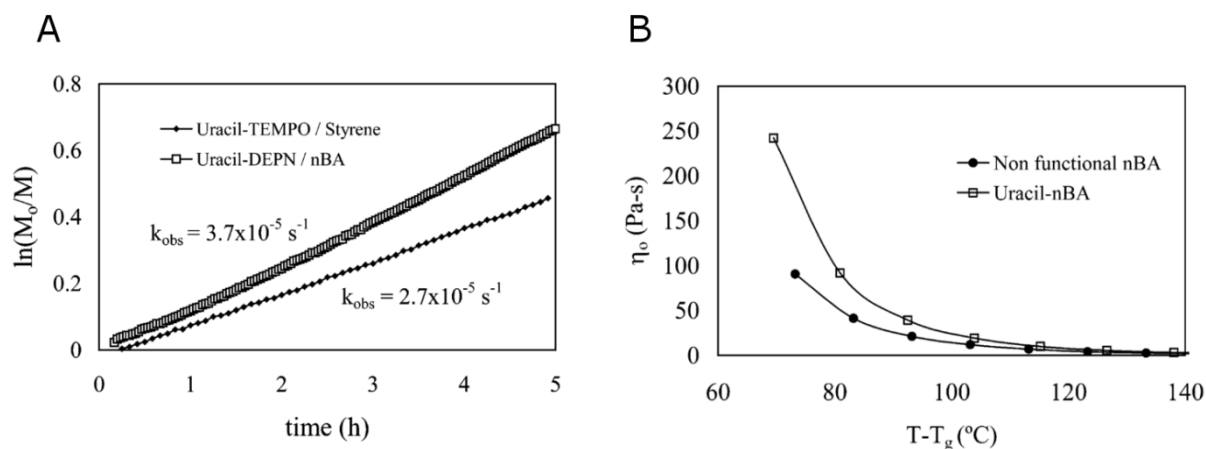 A
ln(Mo/M)
0.8
0.6
0.4
0.2
0
Uracil-TEMPO / Styrene
Uracil-DEPN / nBA
kobs = 3.7x10-5 s-1
kobs = 2.7x10-5 s-1
0 1 2 3 4 5
time (h)
B
ηo (Pa-s)
300
250
200
150
100
50
0
Non functional nBA
Uracil-nBA
60 80 100 120 140
T-Tg (ºC)